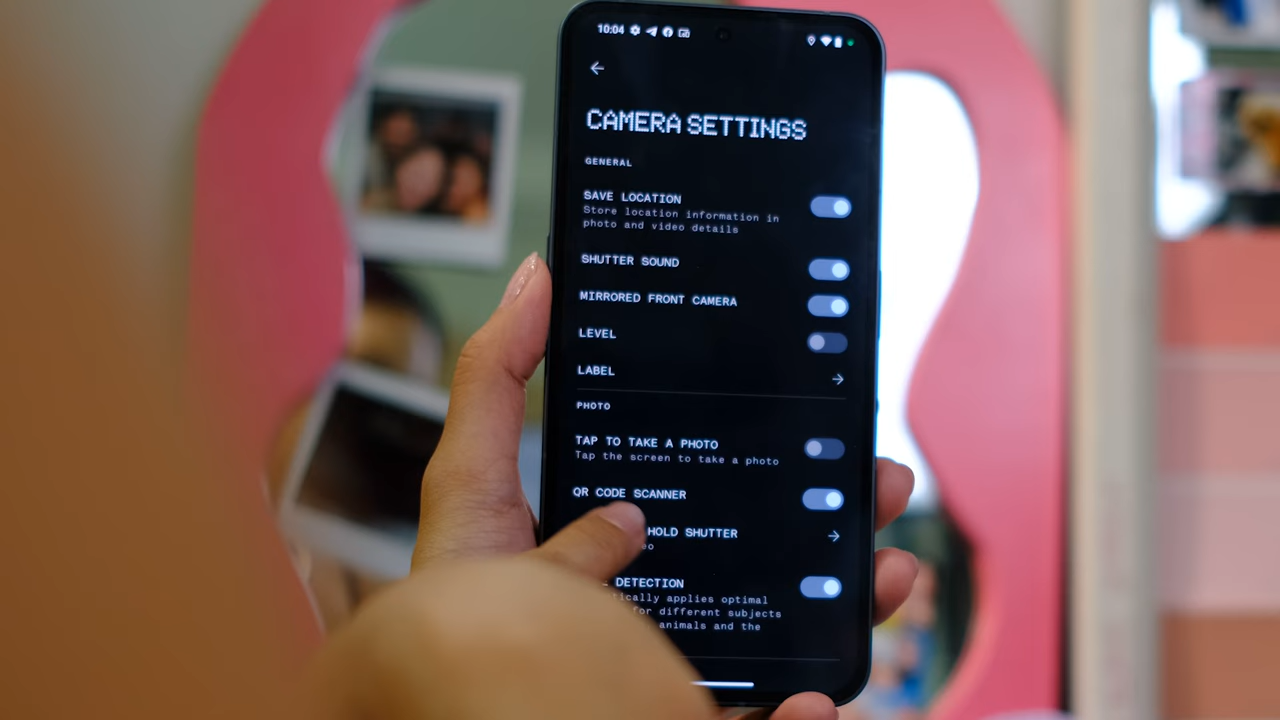 10:04
CAMERA SETTINGS
GENERAL
SAVE LOCATION
Store location information in
photo and video details
SHUTTER SOUND
MIRRORED FRONT CAMERA
LEVEL
LABEL
PHOTO
TAP TO TAKE A PHOTO
Tap the screen to take a photo
QR CODE SCANNER
HOLD SHUTTER
DETECTION
applies optimal
for different subjects
animals and the